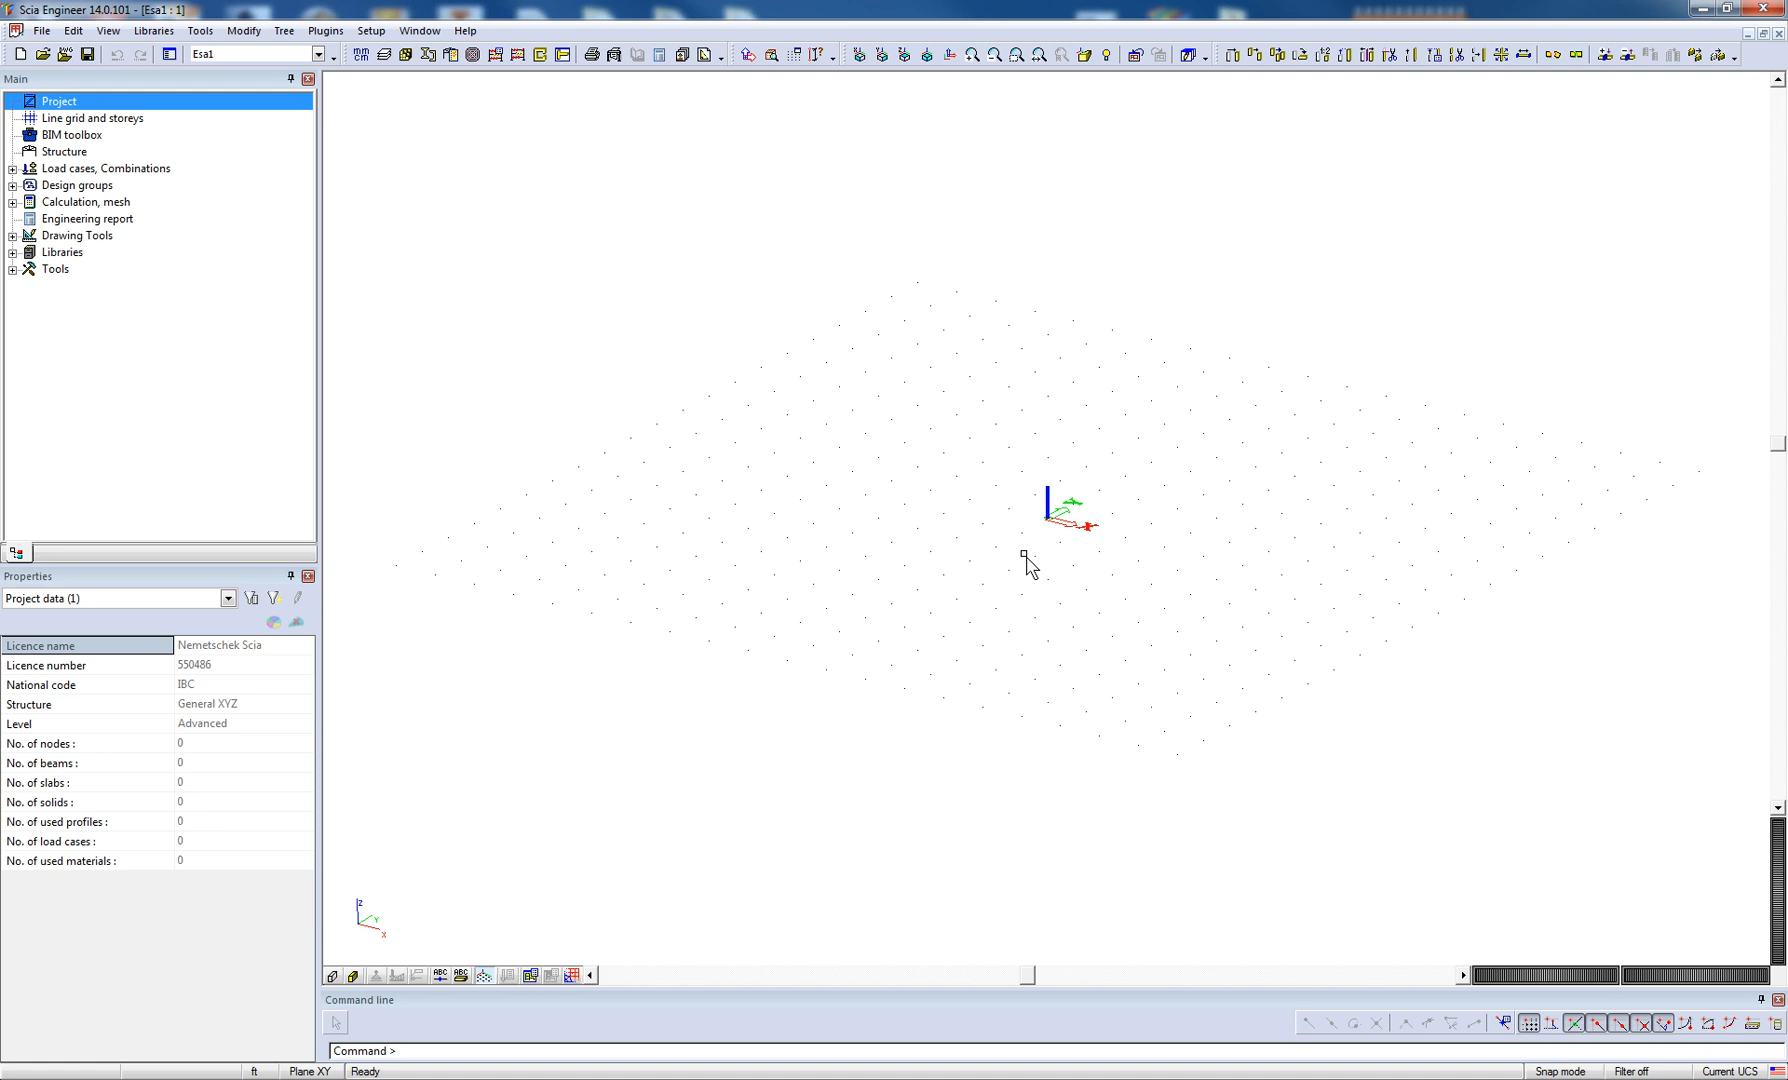 Scia Engineer 14.0.101 - [Esa1 : 1]
File Edit View Libraries Tools Modify Tree Plugins Setup Window Help
Esa1
Main
Project
Line grid and storeys
BIM toolbox
Structure
Load cases, Combinations
Design groups
Calculation, mesh
Engineering report
Drawing Tools
Libraries
Tools
Properties
Project data (1)
Licence name Nemetschek Scia
Licence number 550486
National code IBC
Structure General XYZ
Level Advanced
No. of nodes : 0
No. of beams : 0
No. of slabs : 0
No. of solids : 0
No. of used profiles : 0
No. of load cases : 0
No. of used materials : 0
Z
Y
X
ABC ABC
Command line
Command >
ft Plane XY Ready Snap mode Filter off Current UCS